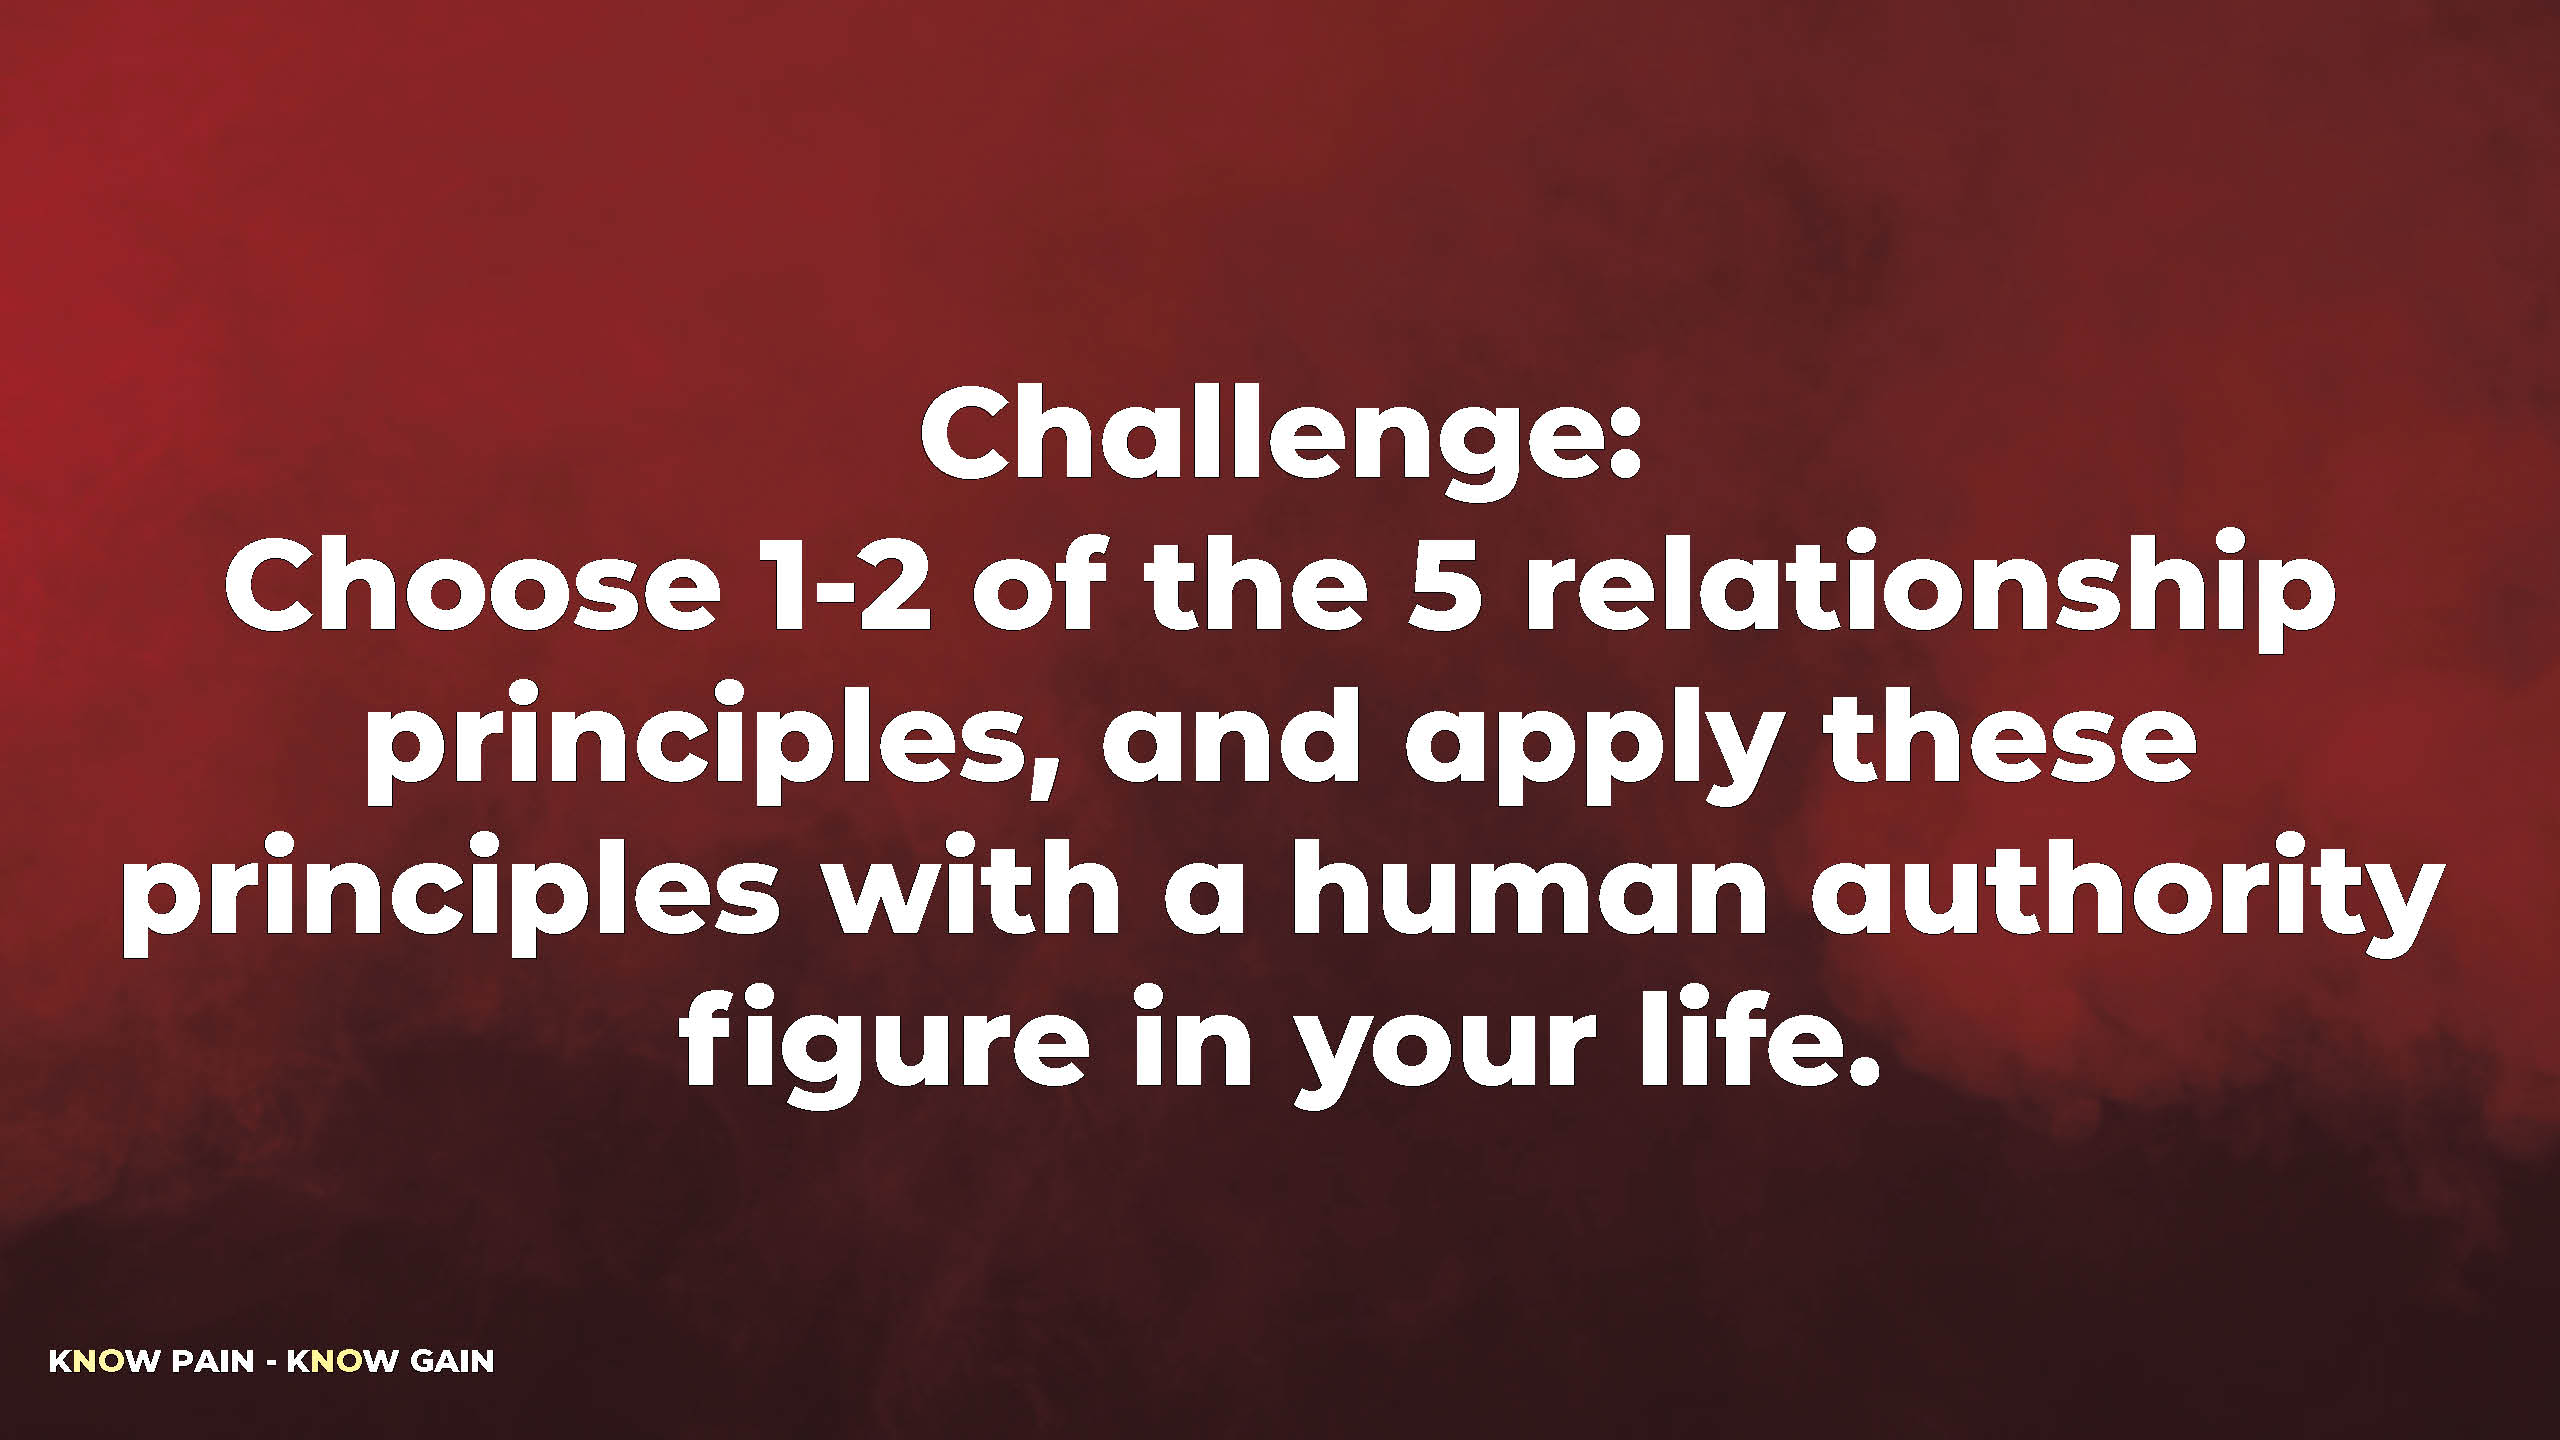 Challenge:
Choose 1-2 of the 5 relationship
principles, and apply these
principles with a human authority
figure in your life.
KNOW PAIN - KNOW GAIN